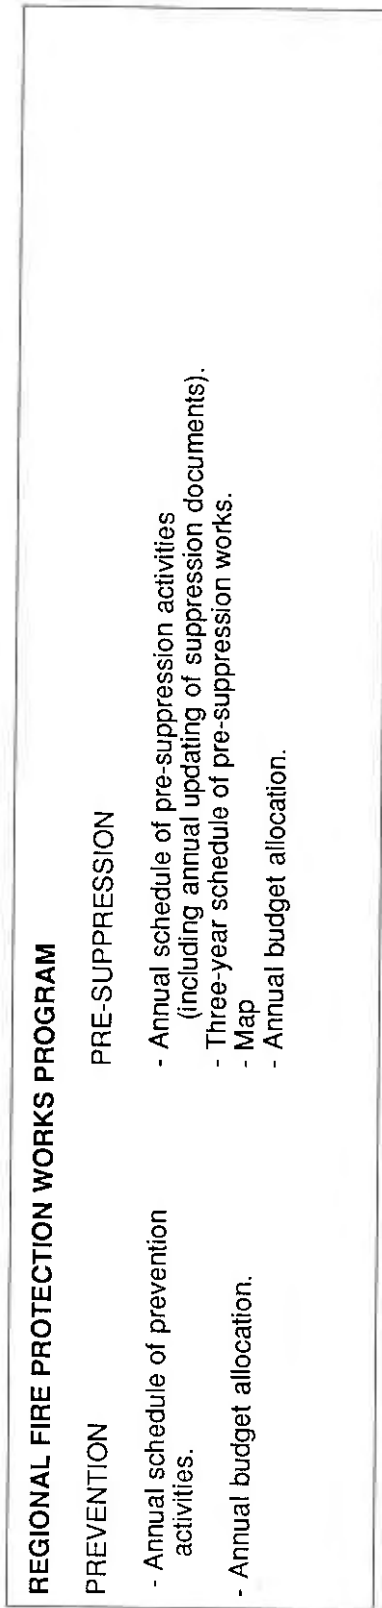 REGIONAL FIRE PROTECTION WORKS PROGRAM
PREVENTION
- Annual schedule of prevention
activities.
- Annual budget allocation.
PRE-SUPPRESSION
- Annual schedule of pre-suppression activities
(including annual updating of suppression documents).
- Three-year schedule of pre-suppression works.
- Map
- Annual budget allocation.